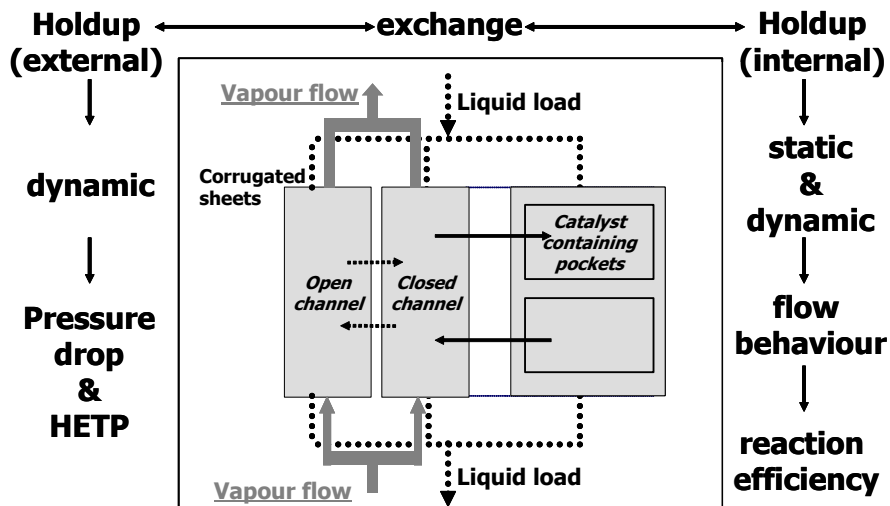 Holdup
(external)
exchange
Holdup
(internal)
Vapour flow
Liquid load
dynamic
static
&
dynamic
Corrugated
sheets
Catalyst
containing
pockets
Open
channel
Closed
channel
Pressure
drop
&
HETP
flow
behaviour
reaction
efficiency
Liquid load
Vapour flow